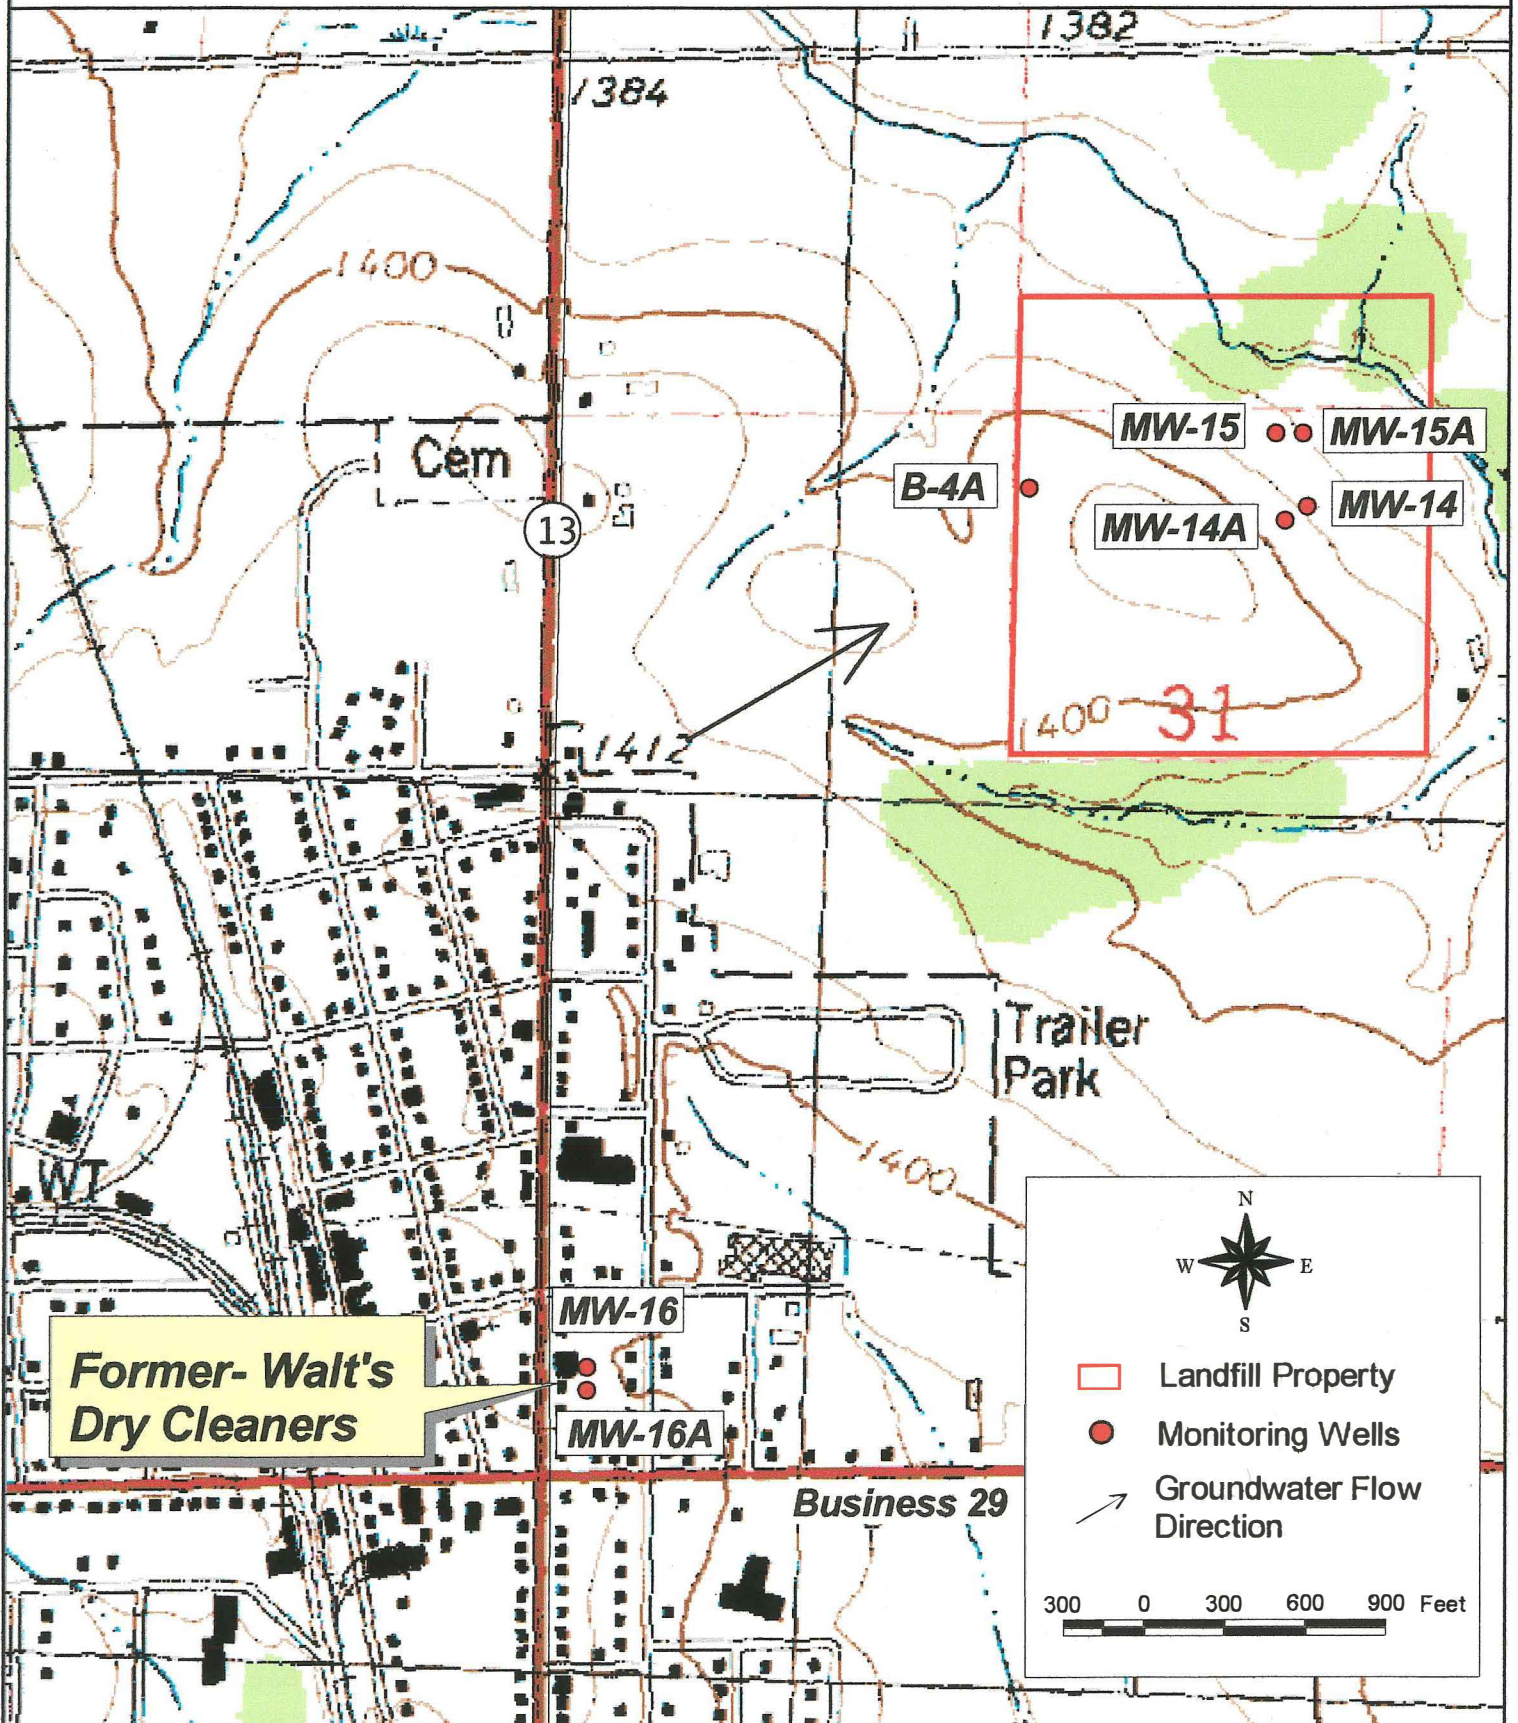 1382
1384
1400
MW-15
MW-15A
Cem
B-4A
MW-14
MW-14A
13
1400
31
1412
Trailer
Park
1400
WT
N
W
E
S
MW-16
Former- Walt's
Dry Cleaners
MW-16A
Landfill Property
Monitoring Wells
Groundwater Flow
Direction
Business 29
300 0 300 600 900 Feet